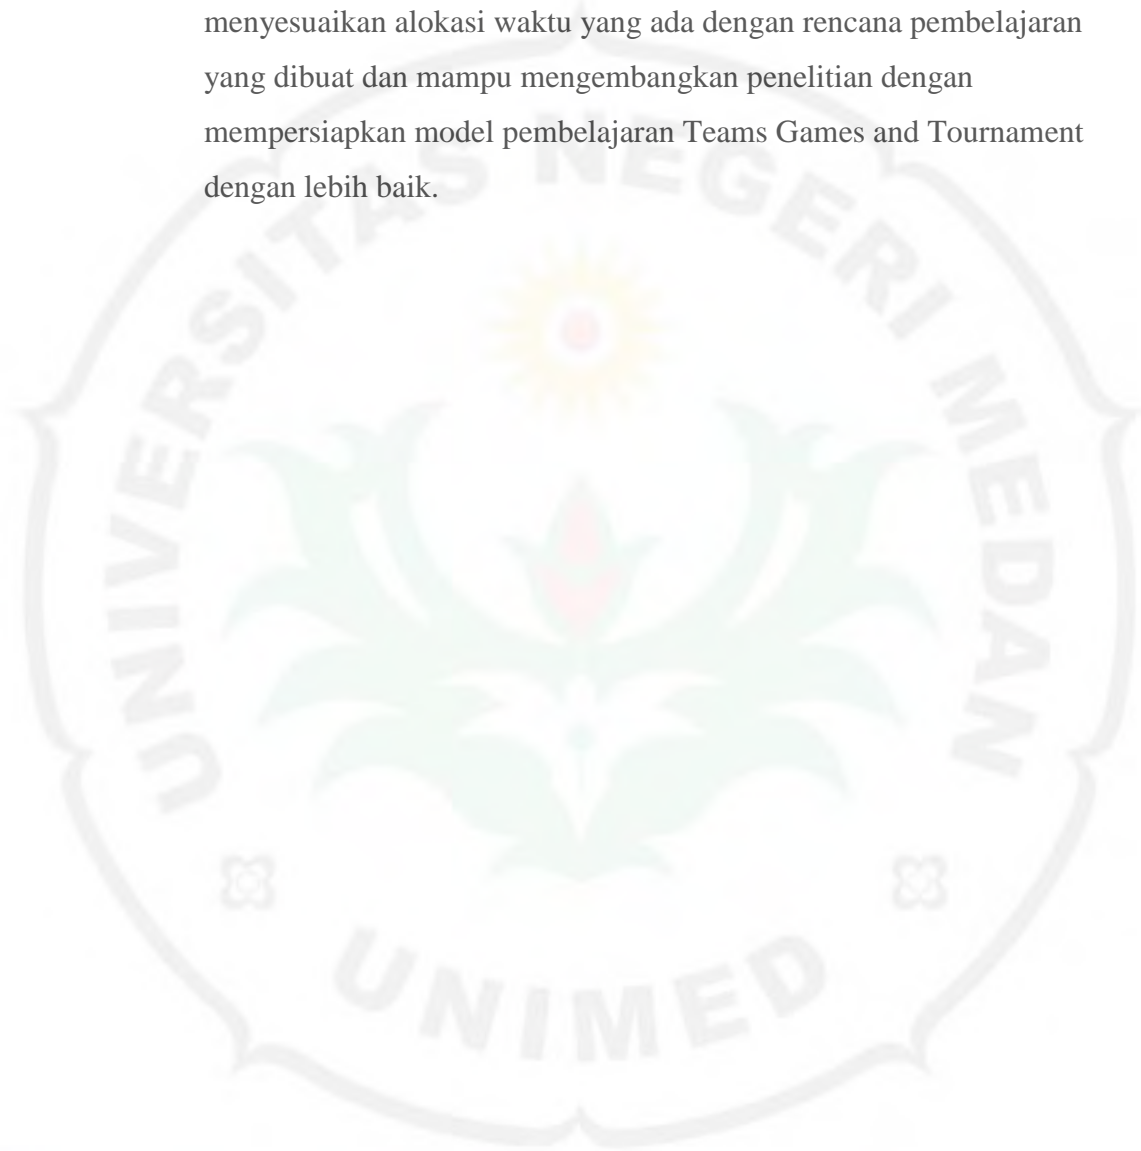 menyesuaikan alokasi waktu yang ada dengan rencana pembelajaran
yang dibuat dan mampu mengembangkan penelitian dengan
mempersiapkan model pembelajaran Teams Games and Tournament
dengan lebih baik.
UNIVERSITAS NEGERI MEDAN
UNIMED